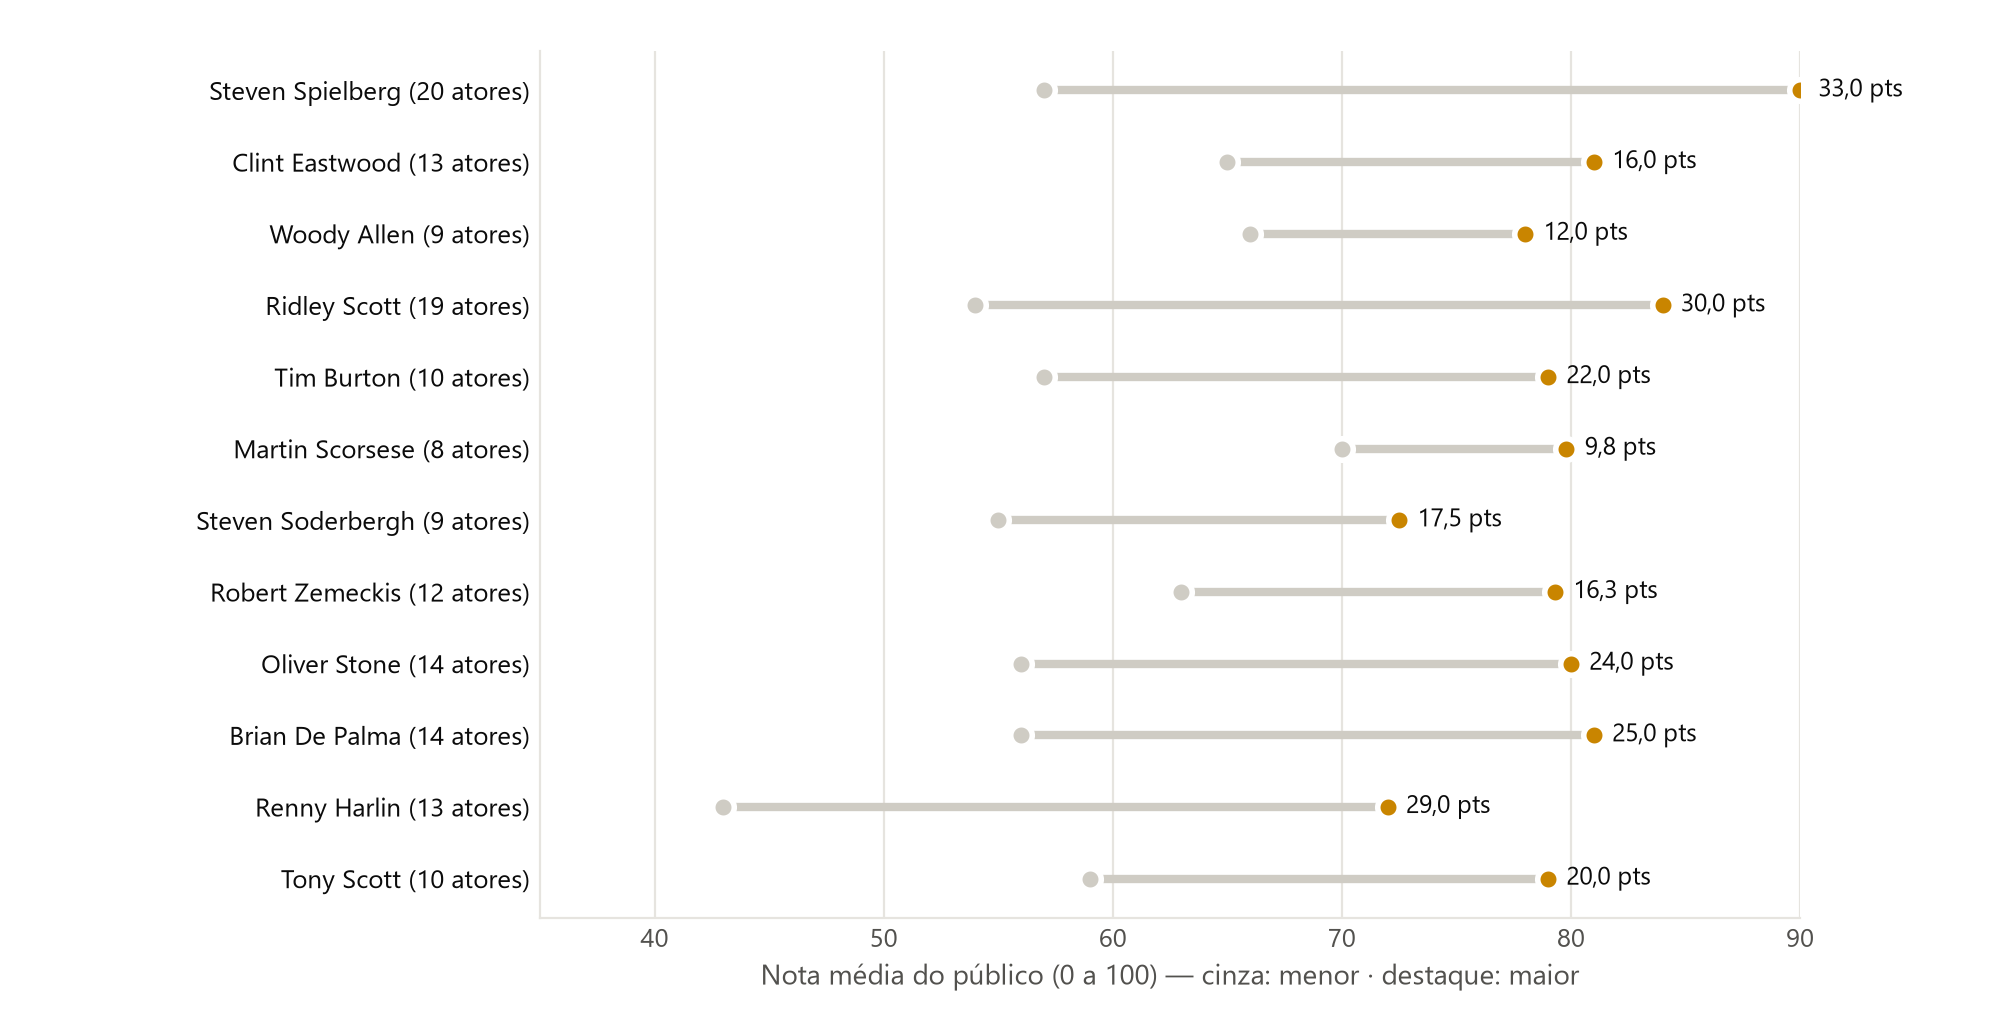 Steven Spielberg (20 atores) 33,0 pts
Clint Eastwood (13 atores) 16,0 pts
Woody Allen (9 atores) 12,0 pts
Ridley Scott (19 atores) 30,0 pts
Tim Burton (10 atores) 22,0 pts
Martin Scorsese (8 atores) 9,8 pts
Steven Soderbergh (9 atores) 17,5 pts
Robert Zemeckis (12 atores) 16,3 pts
Oliver Stone (14 atores) 24,0 pts
Brian De Palma (14 atores) 25,0 pts
Renny Harlin (13 atores) 29,0 pts
Tony Scott (10 atores) 20,0 pts
40 50 60 70 80 90
Nota média do público (0 a 100) — cinza: menor · destaque: maior